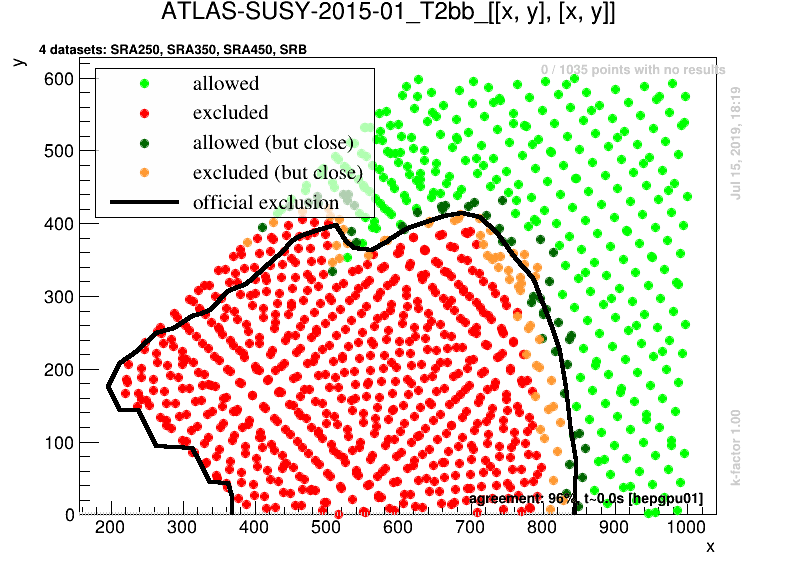 ATLAS-SUSY-2015-01_T2bb_[[x, y], [x, y]]
4 datasets: SRA250, SRA350, SRA450, SRB
y
0 / 1035 points with no results
allowed
excluded
allowed (but close)
excluded (but close)
official exclusion
600
500
400
300
200
100
0
Jul 15, 2019, 18:19
k-factor 1.00
agreement: 96%, t~0.0s [hepgpu01]
200 300 400 500 600 700 800 900 1000
x